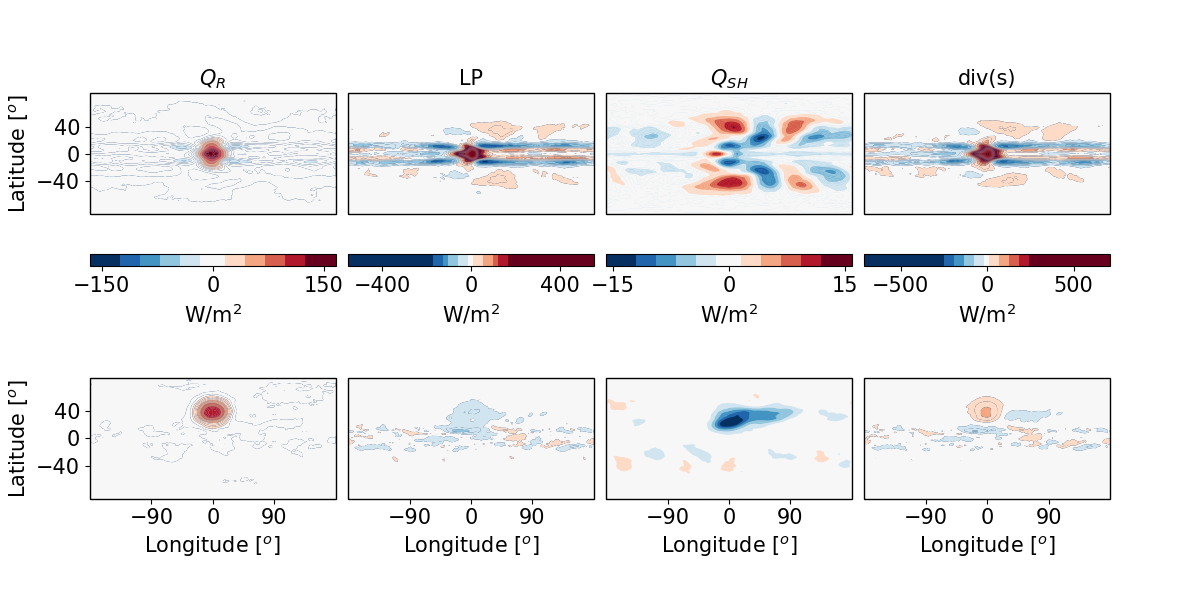 Q_R LP Q_SH div(s)
Latitude [°]
40
0
−40
−150 0 150 −400 0 400 −15 0 15 −500 0 500
W/m² W/m² W/m² W/m²
Latitude [°]
40
0
−40
−90 0 90 −90 0 90 −90 0 90 −90 0 90
Longitude [°] Longitude [°] Longitude [°] Longitude [°]